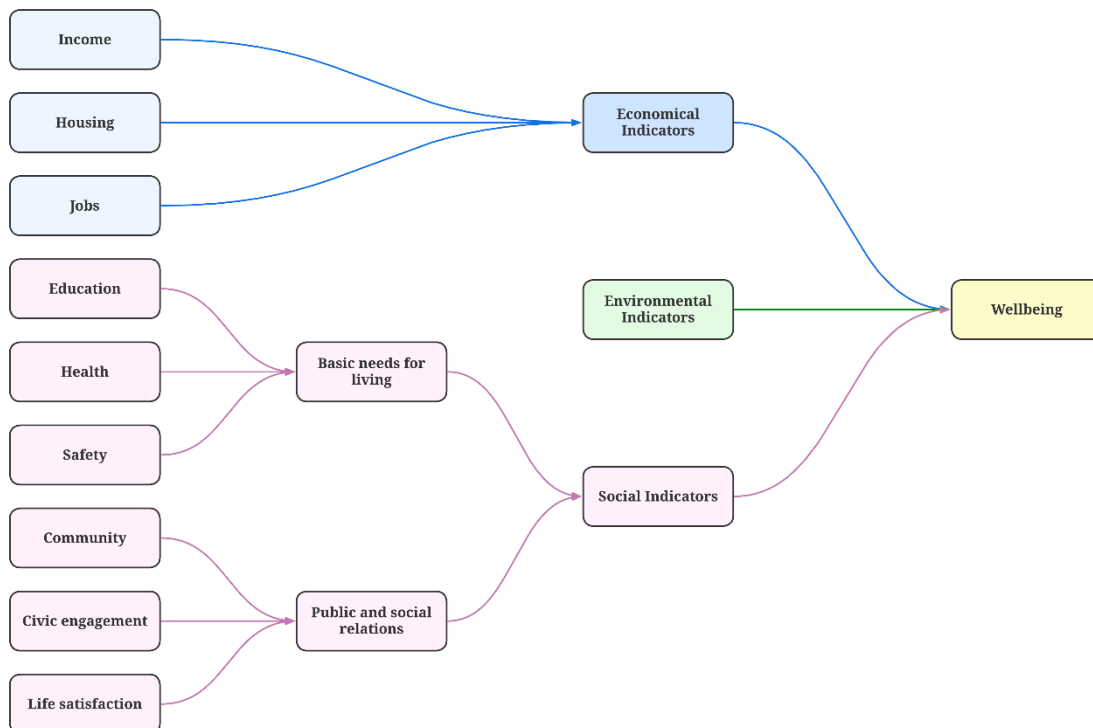 Income
Housing
Jobs
Education
Health
Safety
Community
Civic engagement
Life satisfaction
Basic needs for
living
Public and social
relations
Economical
Indicators
Environmental
Indicators
Social Indicators
Wellbeing